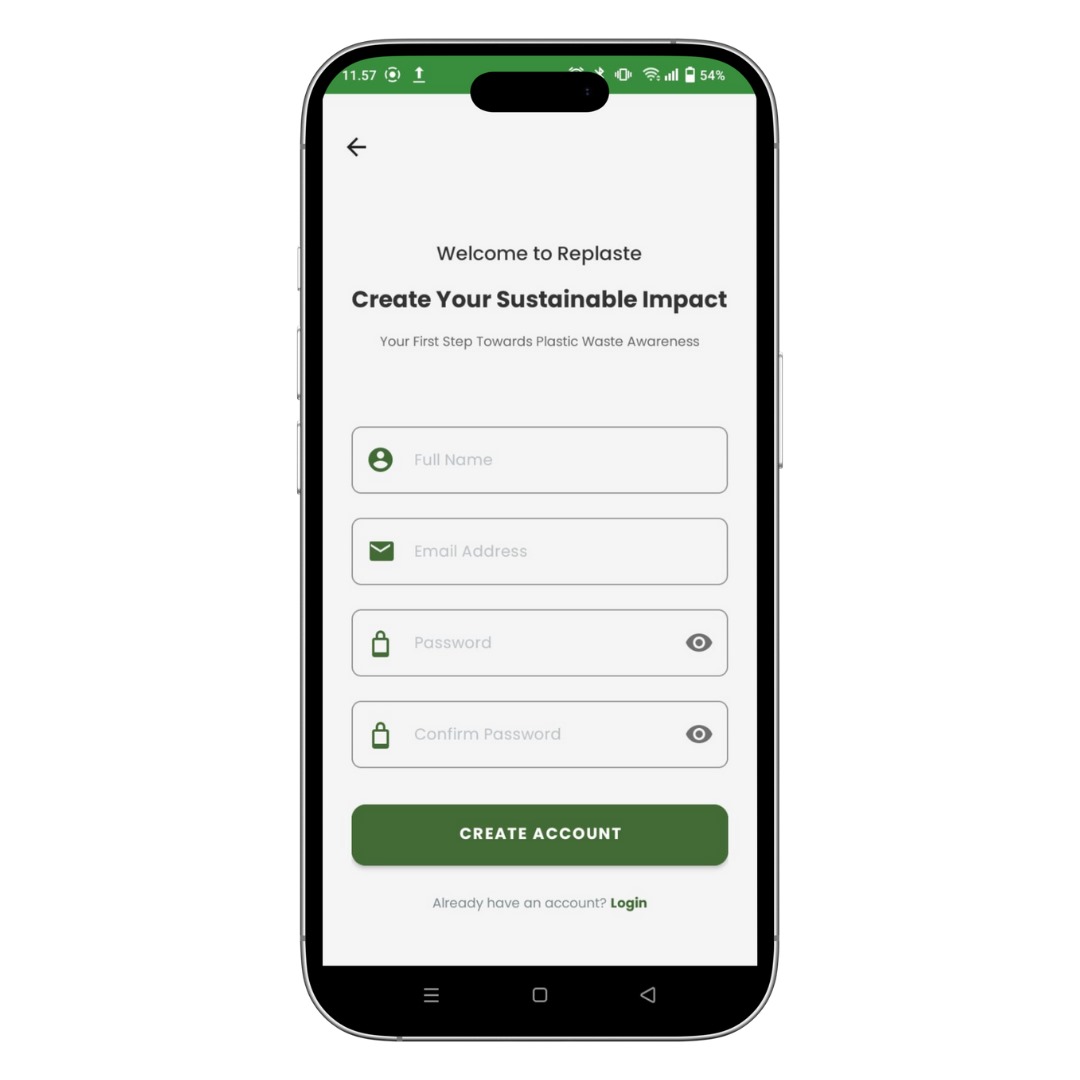 11.57 54%
Welcome to Replaste
Create Your Sustainable Impact
Your First Step Towards Plastic Waste Awareness
Full Name
Email Address
Password
Confirm Password
CREATE ACCOUNT
Already have an account? Login